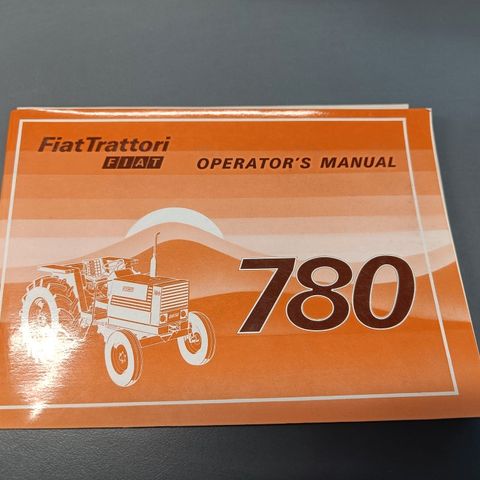 FiatTrattori
FIAT
OPERATOR'S MANUAL
780